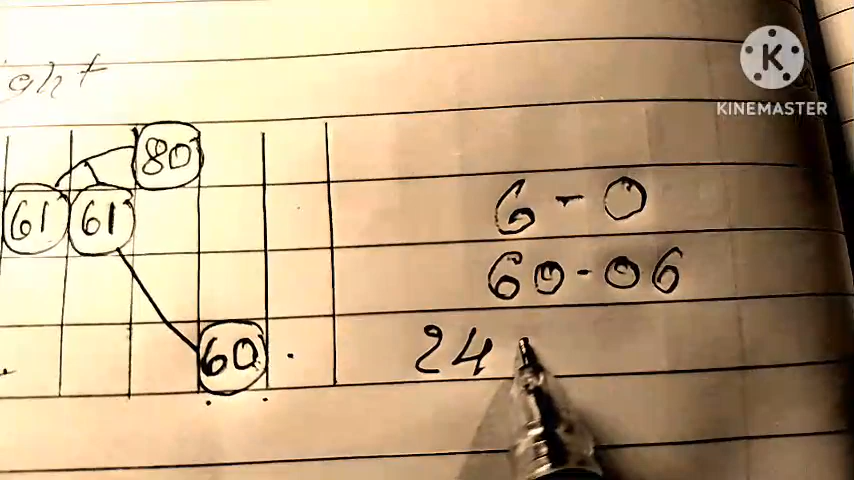 ght
80
61 61
6 - 0
60 - 06
60 24
K
KINEMASTER